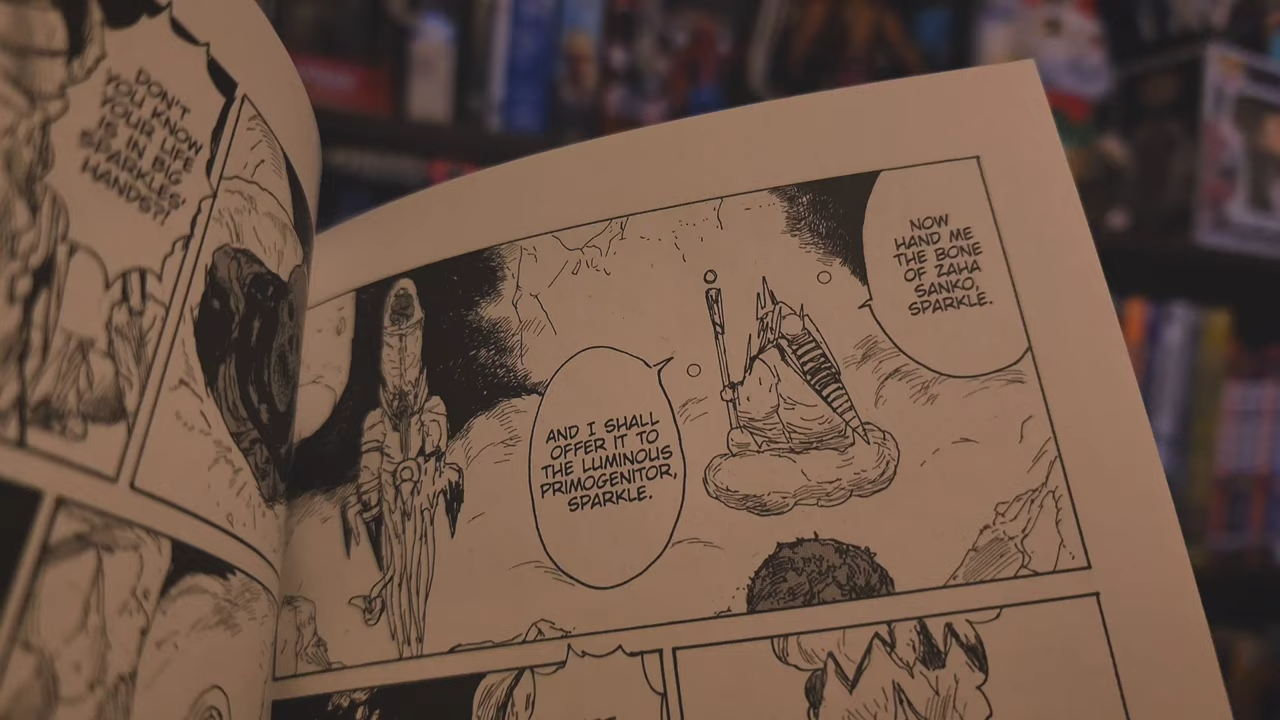 DON'T
YOU KNOW
YOUR LIFE
IS IN BIG
SPARKLES'
HANDS?!
NOW
HAND ME
THE BONE
OF ZAHA
SANKO,
SPARKLE.
AND I SHALL
OFFER IT TO
THE LUMINOUS
PRIMOGENITOR,
SPARKLE.